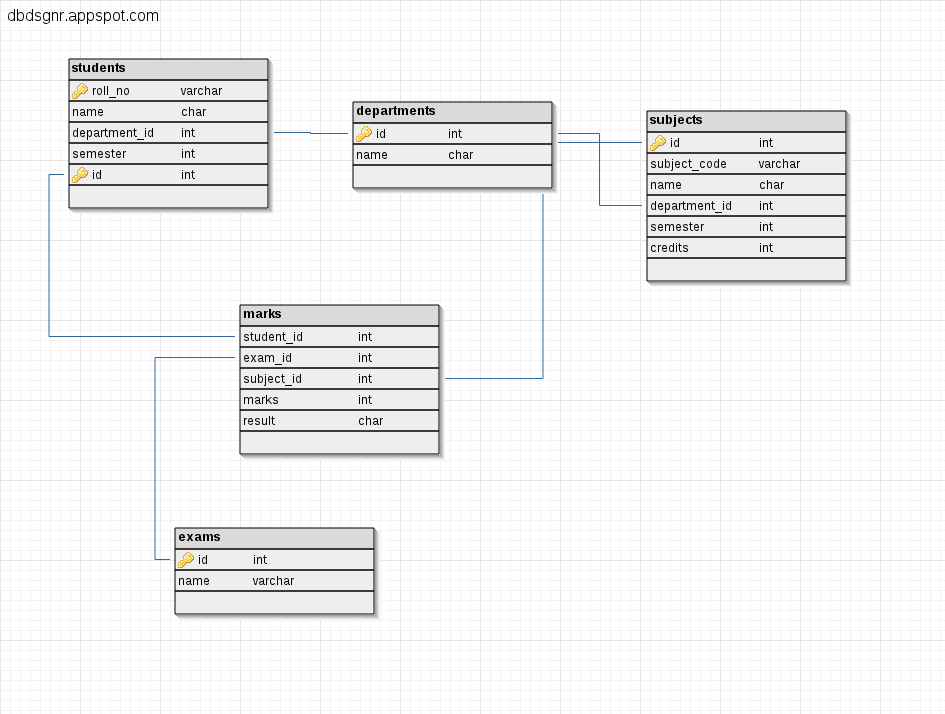 dbdsgnr.appspot.com
students
roll_no varchar
name char
department_id int
semester int
id int
departments
id int
name char
subjects
id int
subject_code varchar
name char
department_id int
semester int
credits int
marks
student_id int
exam_id int
subject_id int
marks int
result char
exams
id int
name varchar